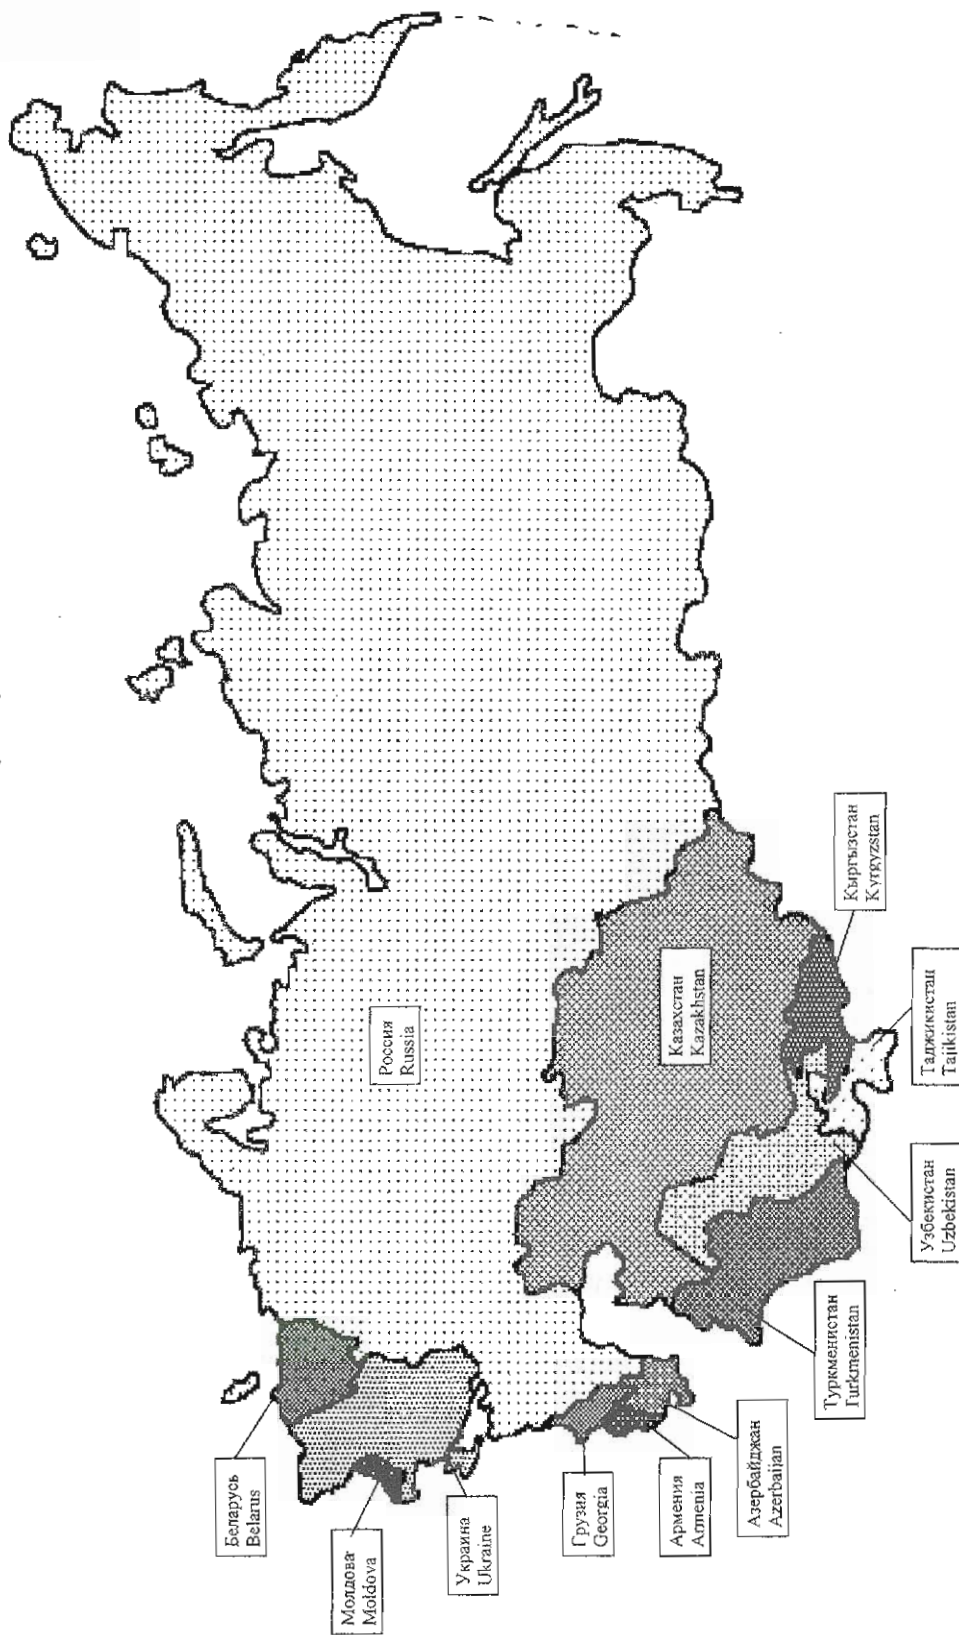 Беларусь
Belarus
Молдова
Moldova
Украина
Ukraine
Россия
Russia
Грузия
Georgia
Армения
Armenia
Азербайджан
Azerbaijan
Казахстан
Kazakhstan
Туркменистан
Turkmenistan
Узбекистан
Uzbekistan
Таджикистан
Tajikistan
Кыргызстан
Kyrgyzstan